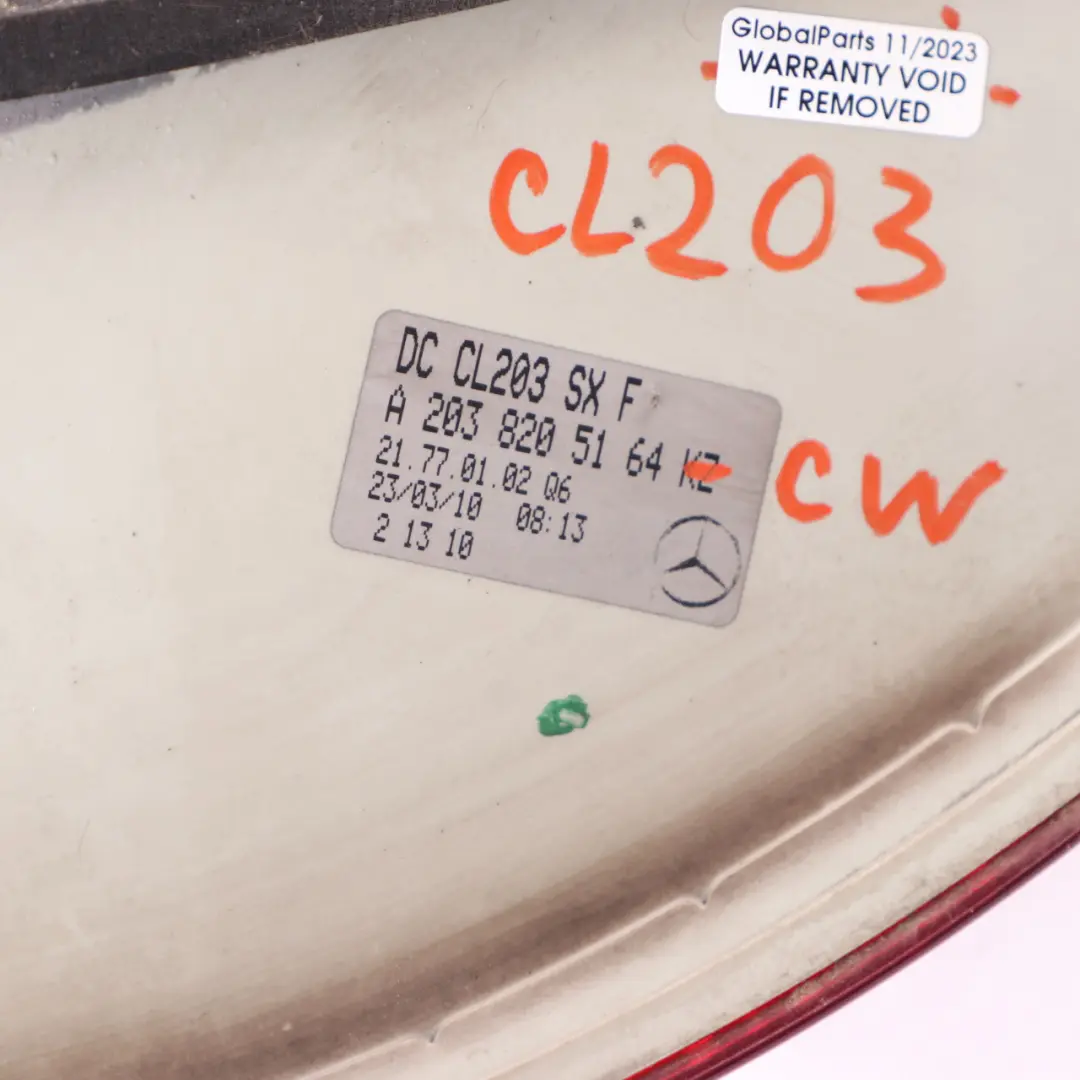 GlobalParts 11/2023
WARRANTY VOID
IF REMOVED
CL203
DC CL203 SX F
A 203 820 51 64 KZ
21.77.01.02 Q6
23/03/10 08:13
2 13 10
- CW